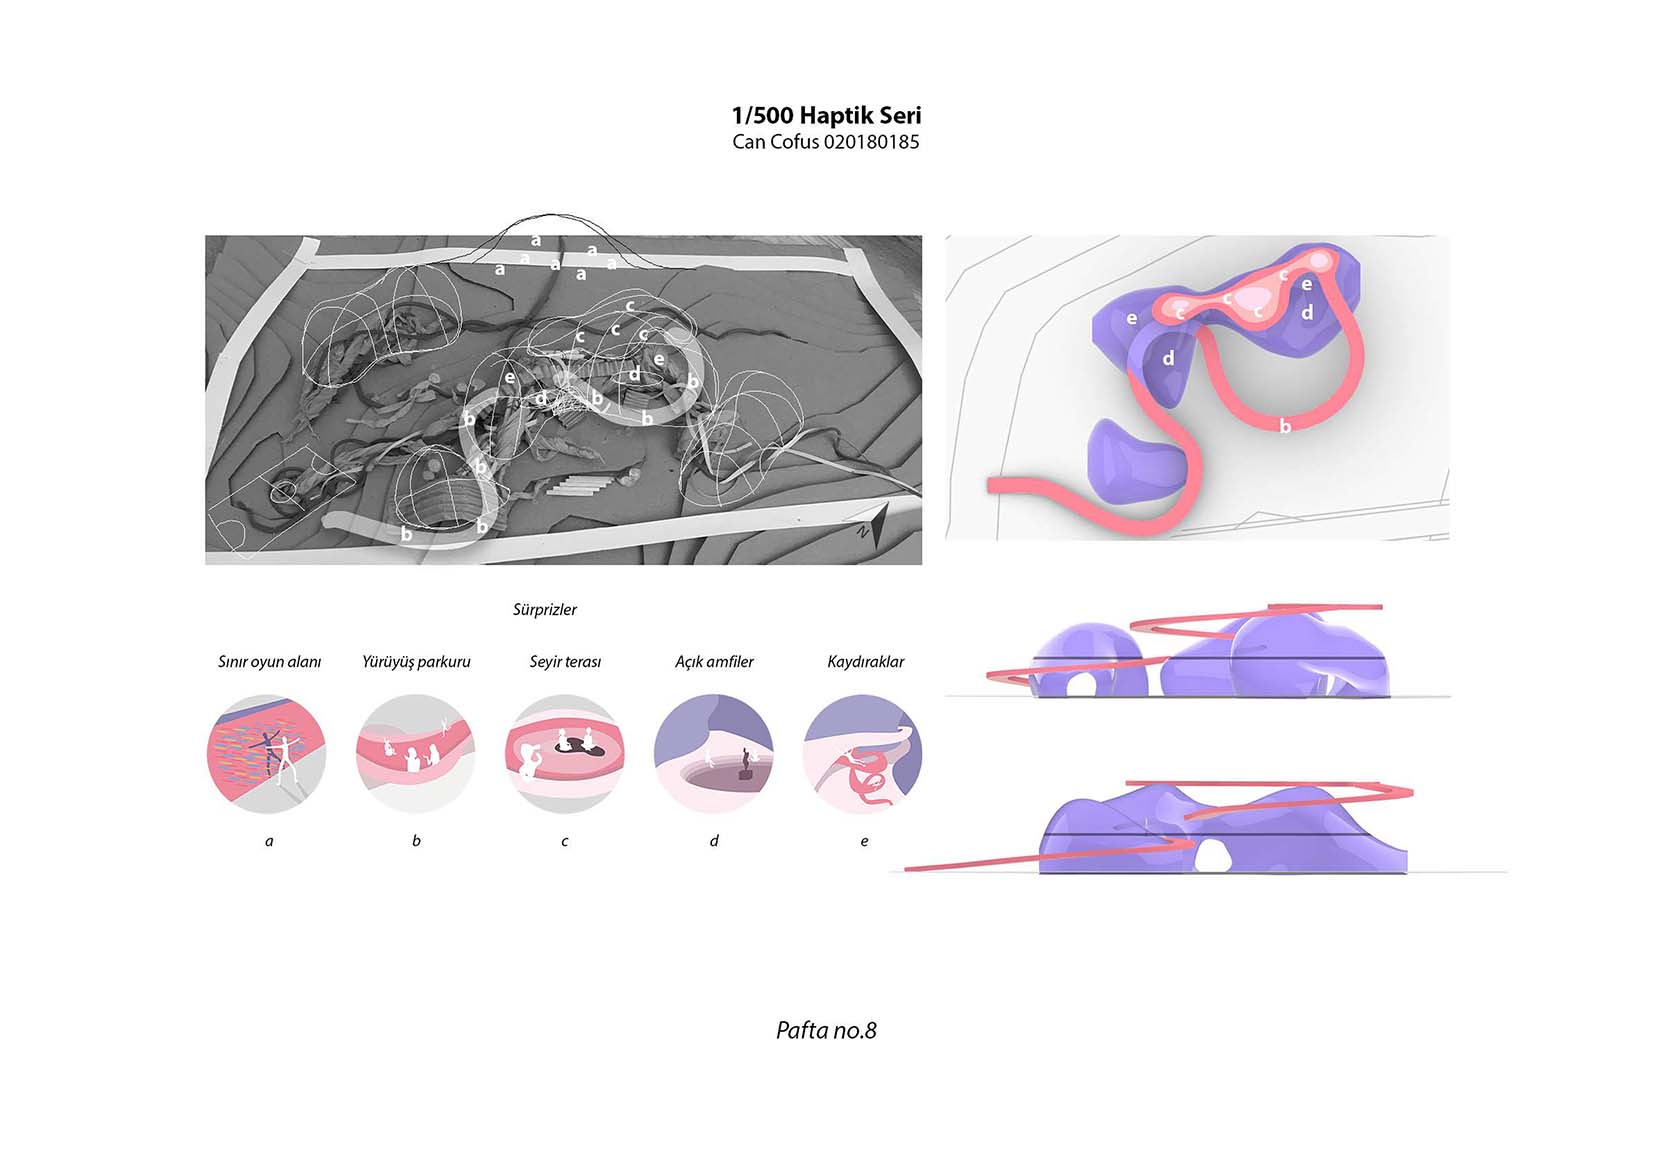 1/500 Haptik Seri
Can Cofus 020180185
a
a
a
a
a
a
a
c
c
c
c
e
e
d
d
b
b
b
b
b
b
b
N
c
e
c
c
c
d
e
d
b
Sürprizler
Sınır oyun alanı
Yürüyüş parkuru
Seyir terası
Açık amfiler
Kaydıraklar
a
b
c
d
e
Pafta no.8